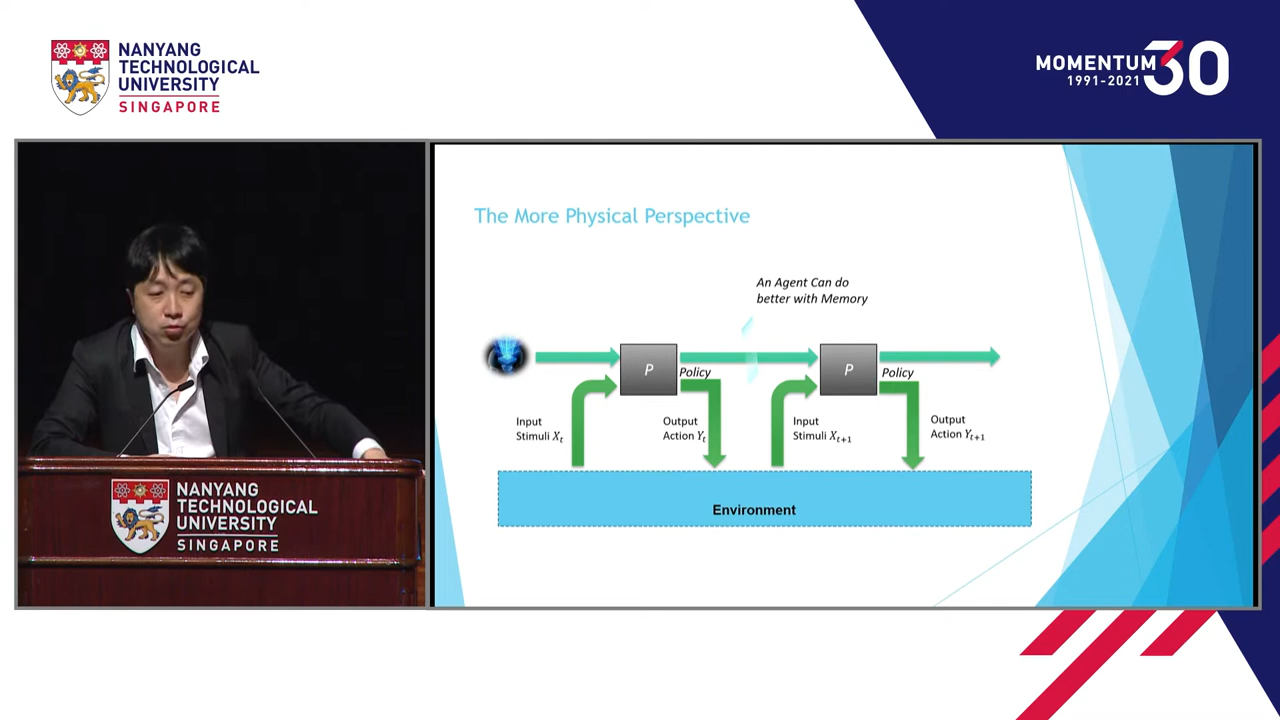 NANYANG
TECHNOLOGICAL
UNIVERSITY
SINGAPORE
MOMENTUM 30
1991-2021
The More Physical Perspective
An Agent Can do
better with Memory
P
Policy
P
Policy
Input
Stimuli Xₜ
Output
Action Yₜ
Input
Stimuli Xₜ₊₁
Output
Action Yₜ₊₁
Environment
NANYANG
TECHNOLOGICAL
UNIVERSITY
SINGAPORE